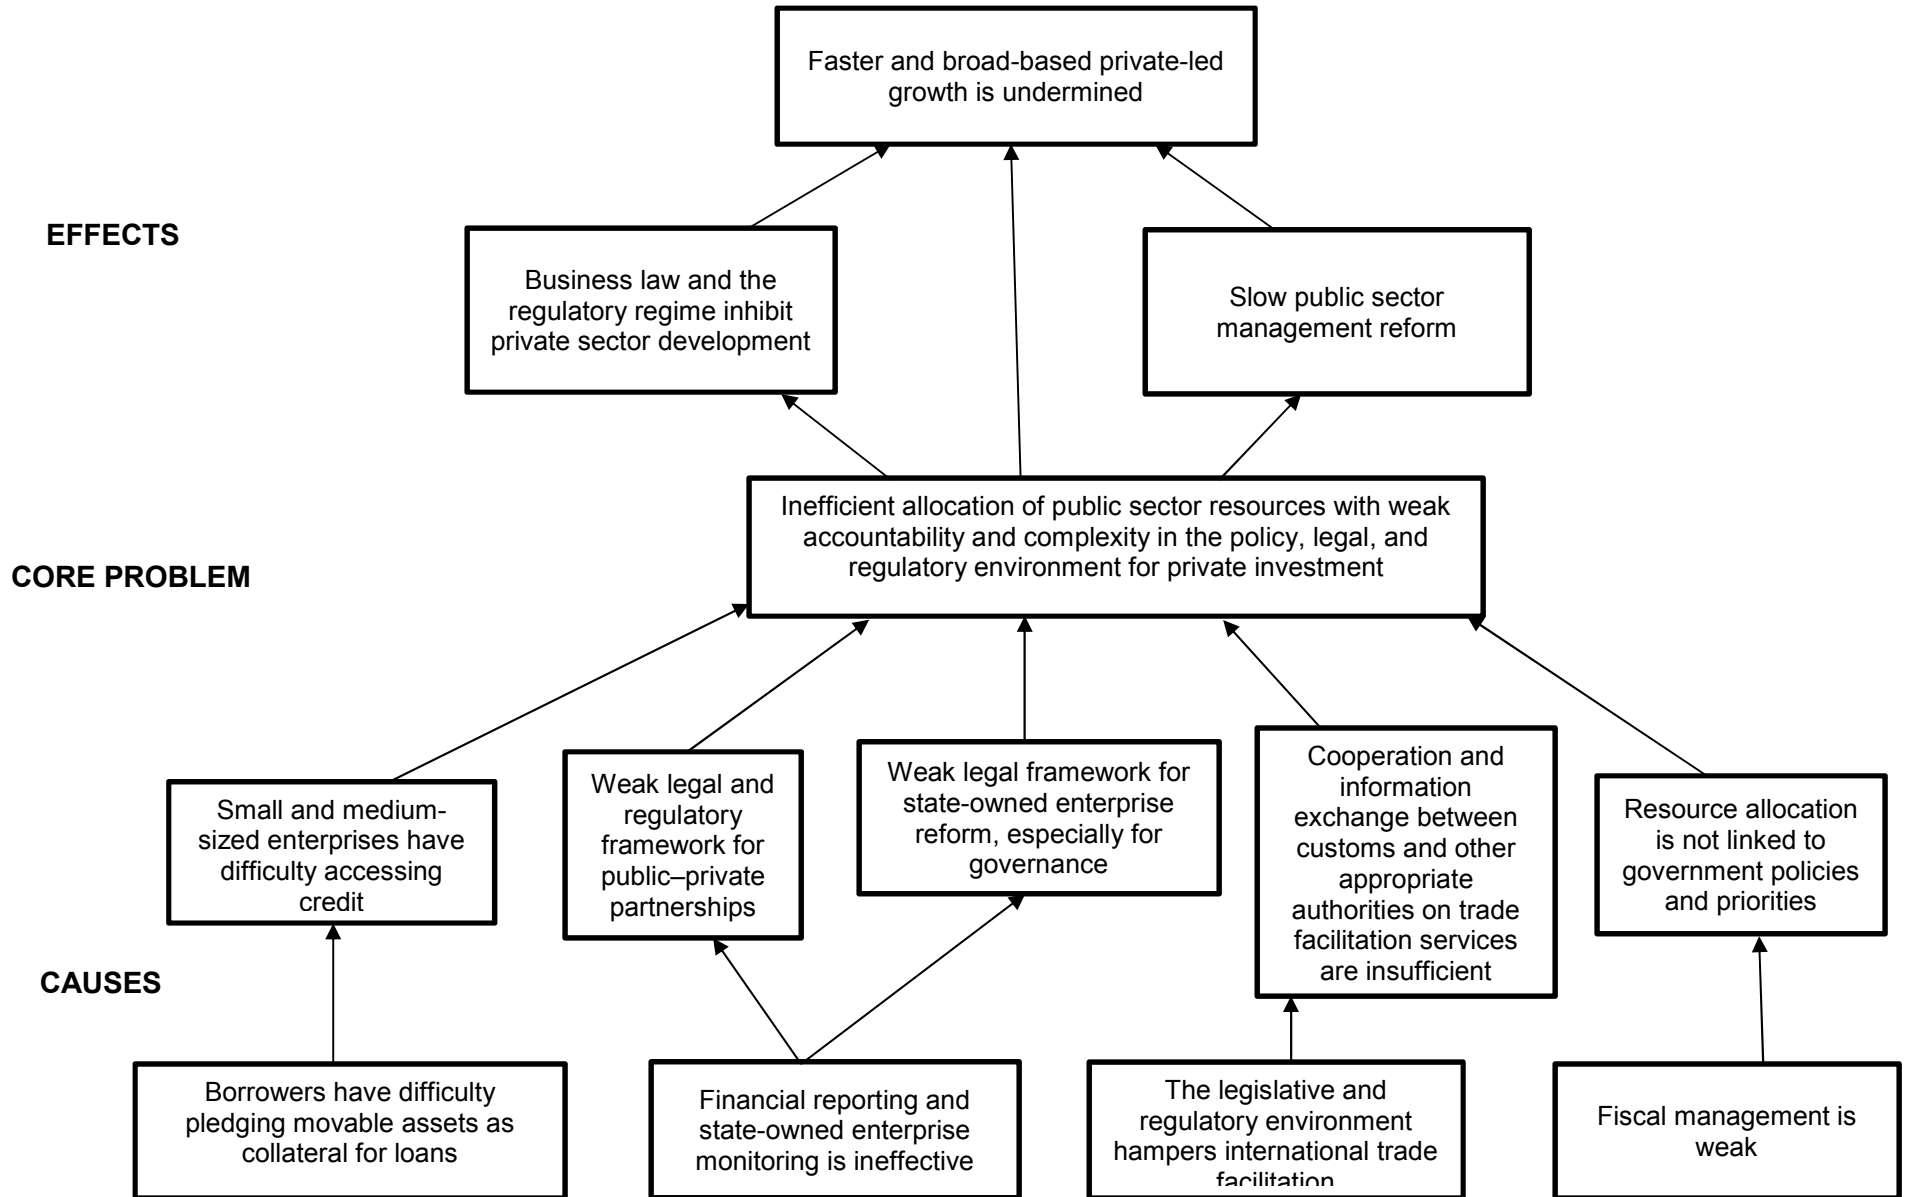 Faster and broad-based private-led
growth is undermined
EFFECTS
Business law and the
regulatory regime inhibit
private sector development
Slow public sector
management reform
Inefficient allocation of public sector resources with weak
accountability and complexity in the policy, legal, and
regulatory environment for private investment
CORE PROBLEM
Small and medium-
sized enterprises have
difficulty accessing
credit
Weak legal and
regulatory
framework for
public–private
partnerships
Weak legal framework for
state-owned enterprise
reform, especially for
governance
Cooperation and
information
exchange between
customs and other
appropriate
authorities on trade
facilitation services
are insufficient
Resource allocation
is not linked to
government policies
and priorities
CAUSES
Borrowers have difficulty
pledging movable assets as
collateral for loans
Financial reporting and
state-owned enterprise
monitoring is ineffective
The legislative and
regulatory environment
hampers international trade
facilitation
Fiscal management is
weak